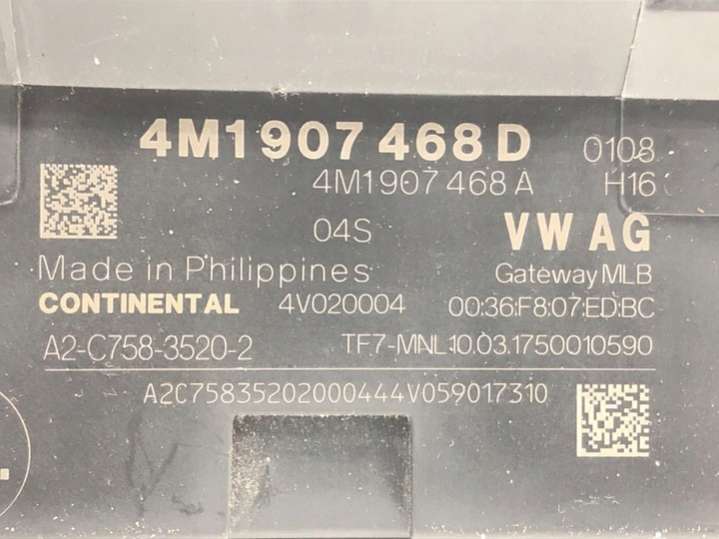 4M1907468D 0108
4M1907468A H16
04S VW AG
Made in Philippines Gateway MLB
CONTINENTAL 4V020004 00:36:F8:07:ED:BC
A2-C758-3520-2 TF7-MNL10.03.1750010590
A2C75835202000444V059017310